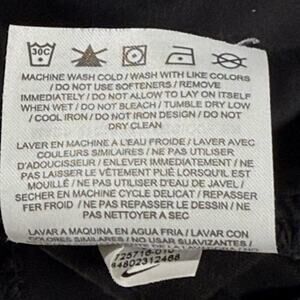 30C
MACHINE WASH COLD / WASH WITH LIKE COLORS
/ DO NOT USE SOFTENERS / REMOVE
IMMEDIATELY / DO NOT ALLOW TO LAY ON ITSELF
WHEN WET / DO NOT BLEACH / TUMBLE DRY LOW
/ COOL IRON / DO NOT IRON DESIGN / DO NOT
DRY CLEAN
LAVER EN MACHINE A L'EAU FROIDE / LAVER AVEC
COULEURS SIMILAIRES / NE PAS UTILISER
D'ADOUCISSEUR / ENLEVER IMMEDIATEMENT / NE
PAS LAISSER LE VÊTEMENT PLIÉ LORSQU'IL EST
MOUILLÉ / NE PAS UTILISER D'EAU DE JAVEL /
SECHER EN MACHINE CYCLE DELICAT / REPASSER
FER FROID / NE PAS REPASSER LE DESSIN / NE
PAS NETTOYER A SEC
LAVAR A MAQUINA EN AGUA FRIA / LAVAR CON
COLORES SIMILARES / NO USAR SUAVIZANTES
725716-010
84802312468